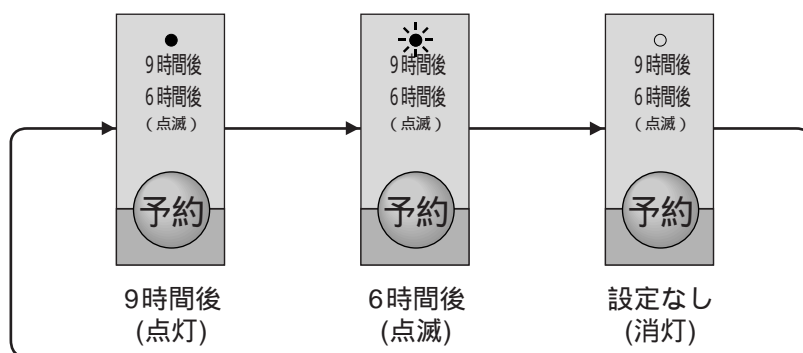 9時間後
6時間後
(点滅)
予約
9時間後
(点灯)
9時間後
6時間後
(点滅)
予約
6時間後
(点滅)
9時間後
6時間後
(点滅)
予約
設定なし
(消灯)